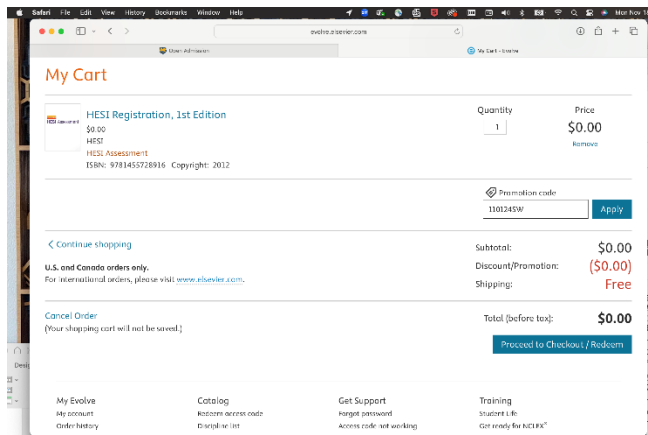 Safari File Edit View History Bookmarks Window Help
Mon Nov 18
evolve.elsevier.com
Open Admission
My Cart - Evolve
My Cart
Quantity
Price
HESI Registration, 1st Edition
1
$0.00
$0.00
HESI
Remove
HESI Assessment
ISBN: 9781455728916 Copyright: 2012
Promotion code
110124SW
Apply
Continue shopping
Subtotal:
$0.00
U.S. and Canada orders only.
Discount/Promotion:
($0.00)
For international orders, please visit www.elsevier.com.
Shipping:
Free
Cancel Order
Total (before tax):
$0.00
(Your shopping cart will not be saved.)
Proceed to Checkout / Redeem
My Evolve
Catalog
Get Support
Training
My account
Redeem access code
Forgot password
Student Life
Order history
Discipline list
Access code not working
Get ready for NCLEX®